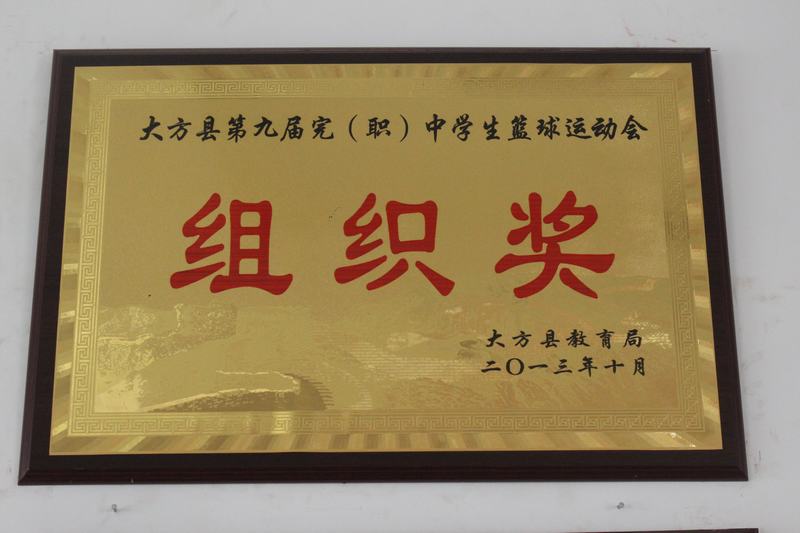 大方县第九届完（职）中学生篮球运动会
组织奖
大方县教育局
二〇一三年十月